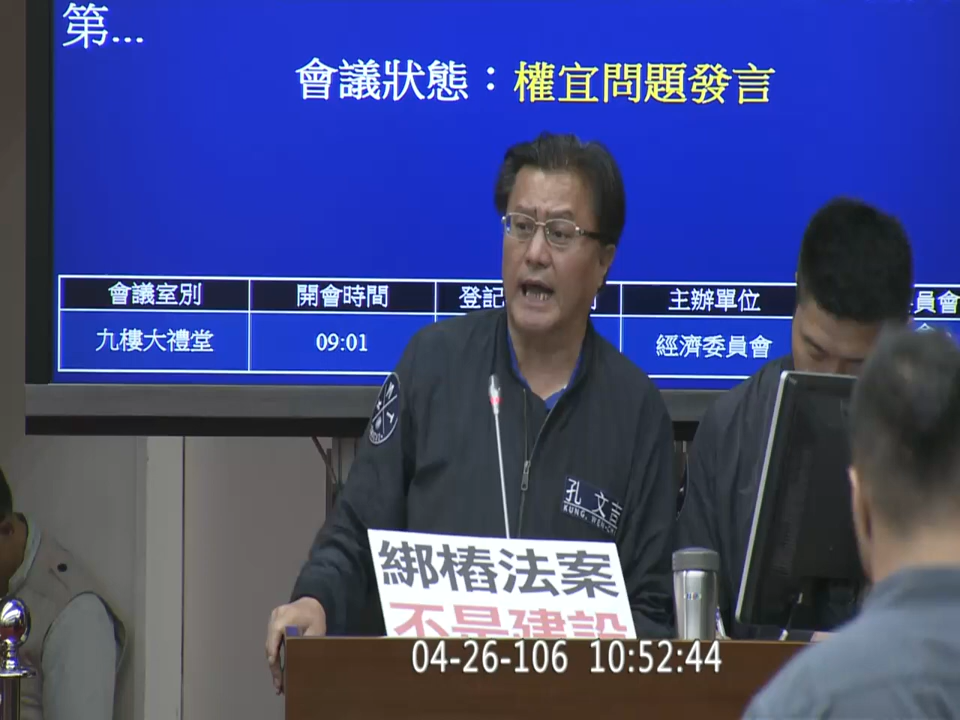 第...
會議狀態：權宜問題發言
會議室別 開會時間 登記 主辦單位 員會
九樓大禮堂 09:01 經濟委員會
孔文吉
KUNG, WEN-
綁樁法案
不是建設
04-26-106 10:52:44